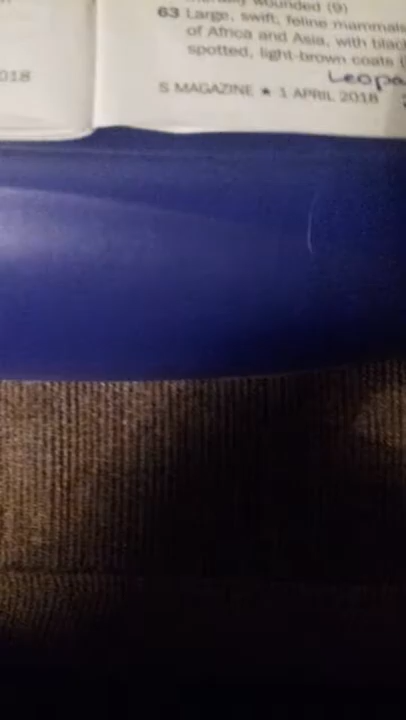 wounded (9)
63 Large, swift, feline mammals
of Africa and Asia, with black
spotted, light-brown coats (
Leopa
018
S MAGAZINE ★ 1 APRIL 2018